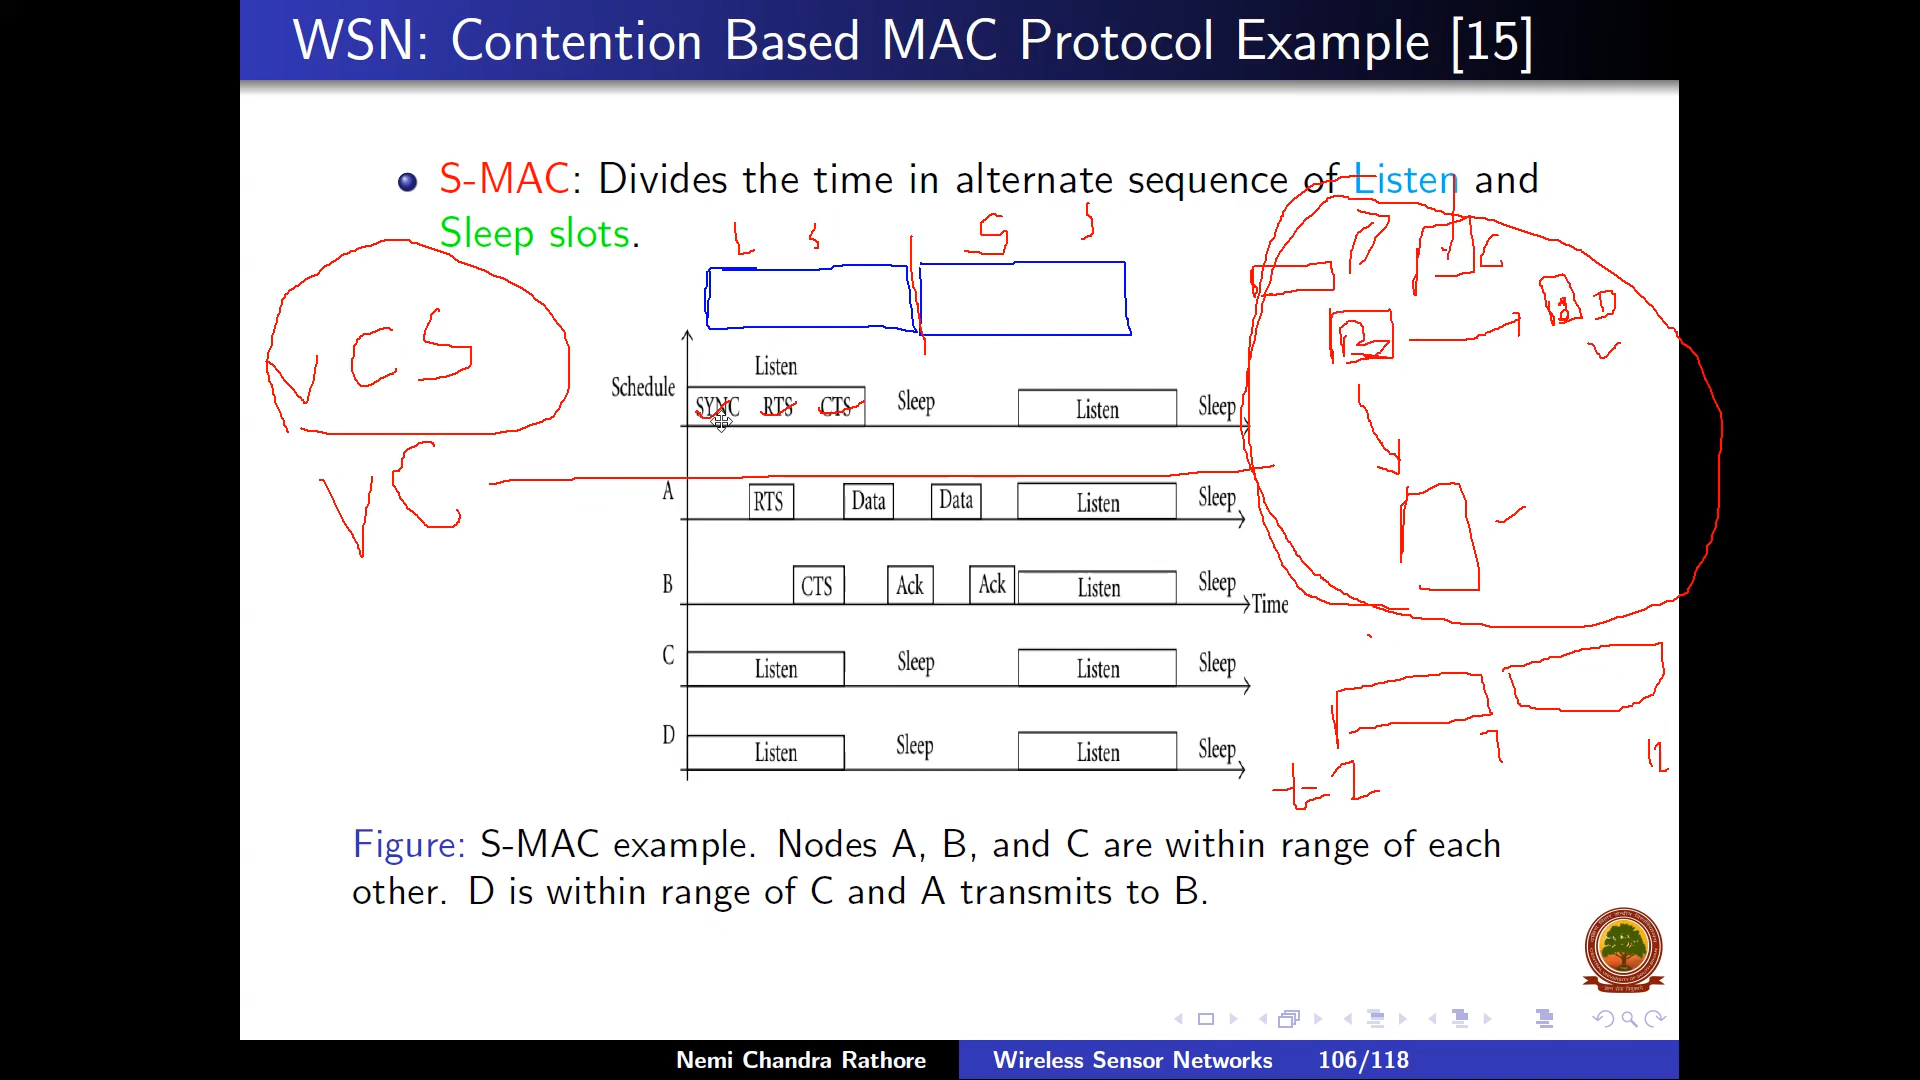 WSN: Contention Based MAC Protocol Example [15]
S-MAC: Divides the time in alternate sequence of Listen and
Sleep slots.
L 3 S
VCS
VC
Listen
Schedule SYNC RTS CTS Sleep Listen Sleep
A RTS Data Data Listen Sleep
B CTS Ack Ack Listen Sleep
Time
C Listen Sleep Listen Sleep
D Listen Sleep Listen Sleep
Figure: S-MAC example. Nodes A, B, and C are within range of each
other. D is within range of C and A transmits to B.
Nemi Chandra Rathore Wireless Sensor Networks 106/118